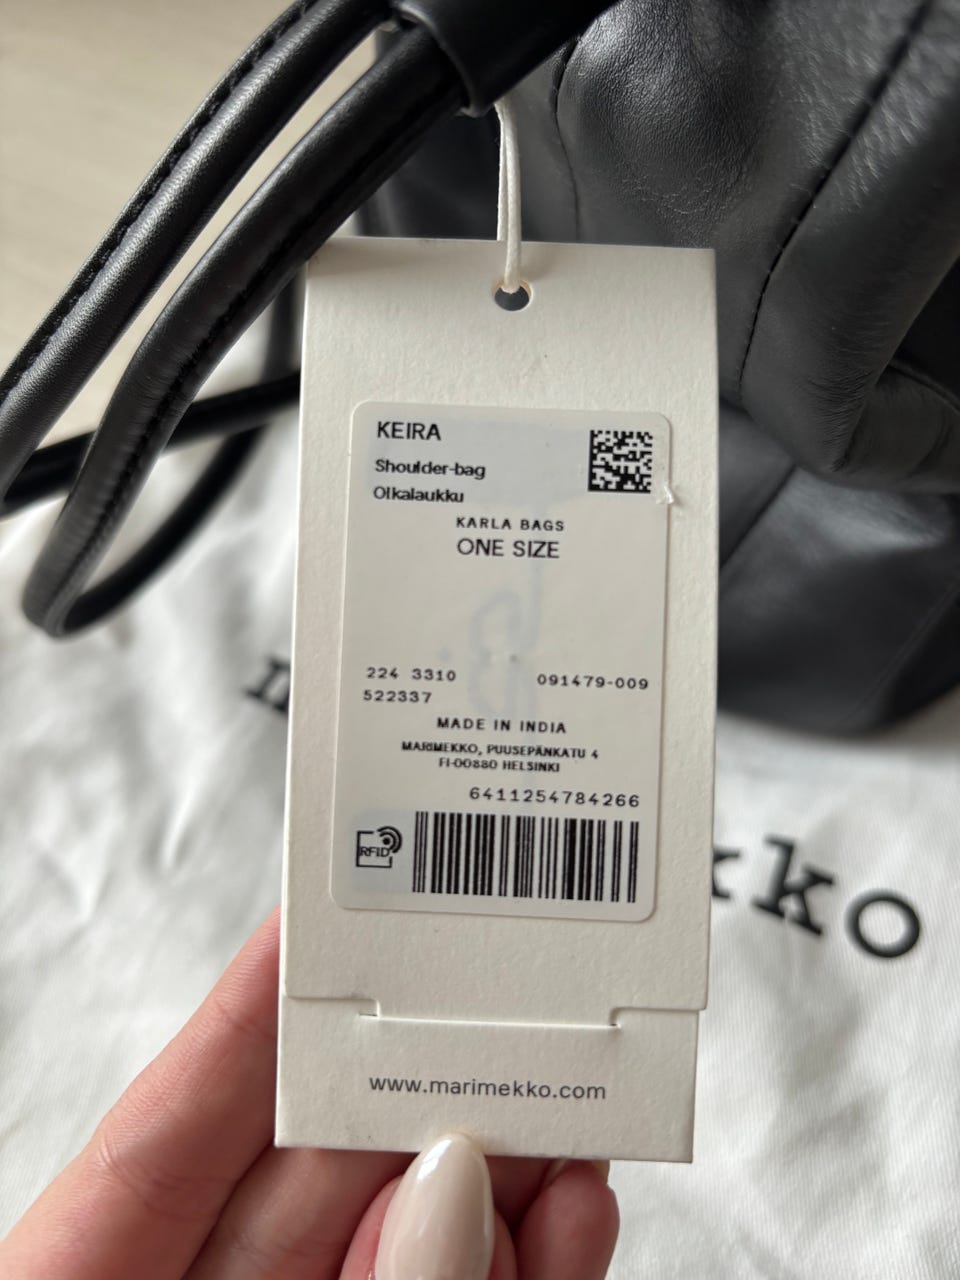 KEIRA
Shoulder-bag
Olkalaukku
KARLA BAGS
ONE SIZE
224 3310 091479-009
522337
MADE IN INDIA
MARIMEKKO, PUUSEPÄNKATU 4
FI-00880 HELSINKI
6411254784266
RFID
www.marimekko.com